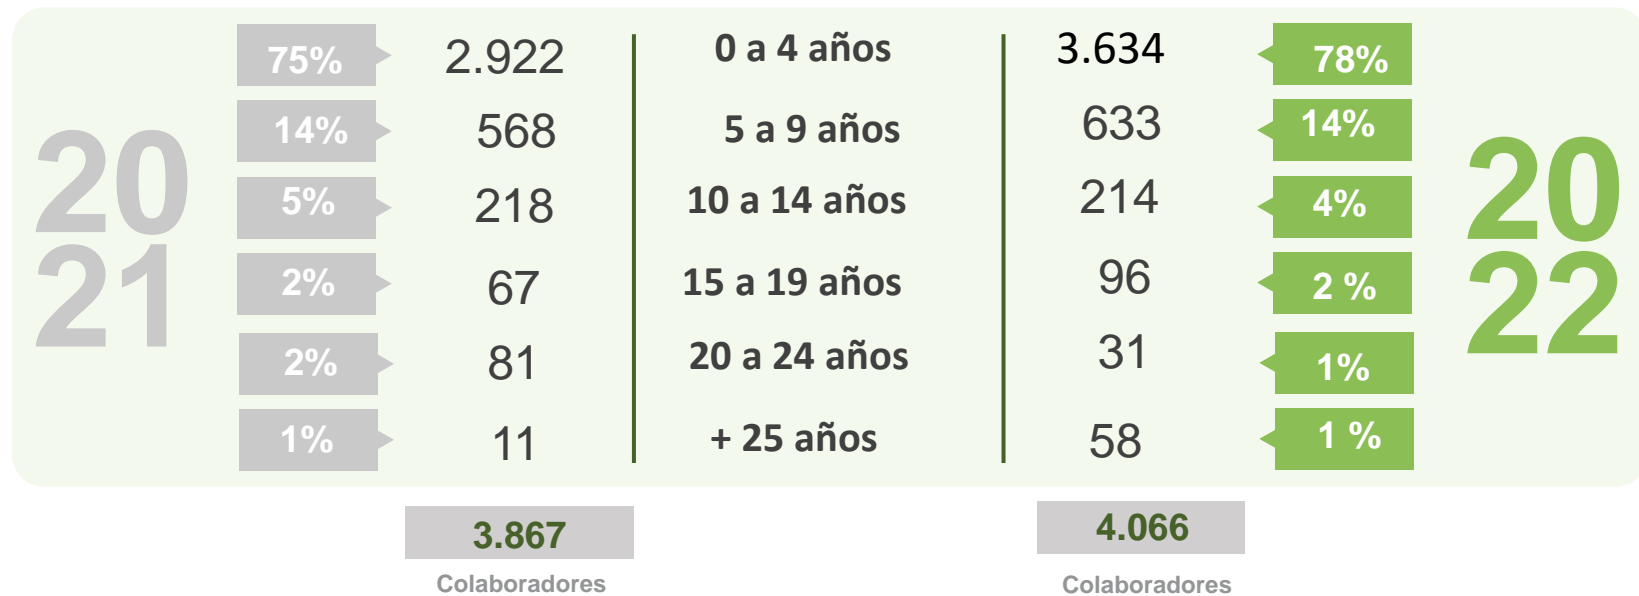 20
21
75% 2.922 0 a 4 años 3.634 78%
14% 568 5 a 9 años 633 14%
5% 218 10 a 14 años 214 4%
2% 67 15 a 19 años 96 2 %
2% 81 20 a 24 años 31 1%
1% 11 + 25 años 58 1 %
20
22
3.867 4.066
Colaboradores Colaboradores